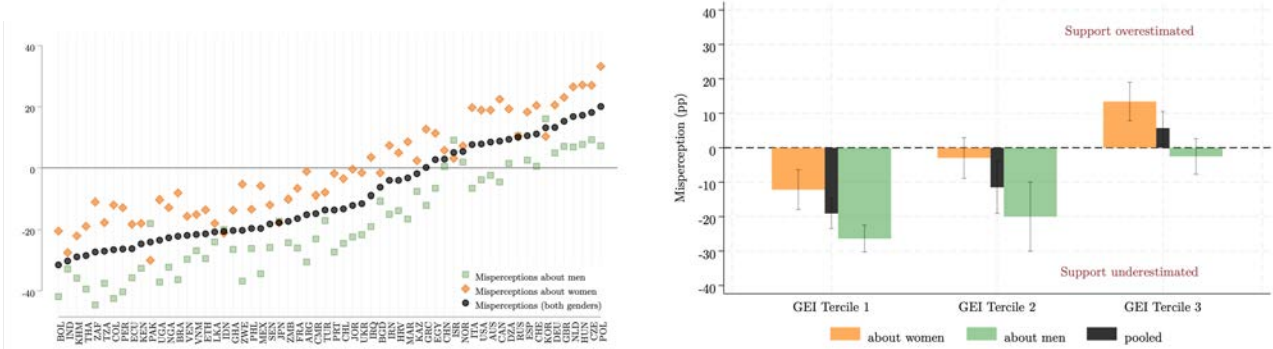 40
20
0
-20
-40
Misperceptions about men
Misperceptions about women
Misperceptions (both genders)
BOL IND KHM THA ZAF TZA COL PER ECU KEN PAK UGA NGA BRA VEN VNM ETH LKA IDN GHA ZWE PHL MEX SEN JPN ZMB FRA ARG CMR TUR PRT CHL JOR UKR IRQ BGD IRN HRV MAR KAZ GRC EGY CHN ISR NOR ITA USA AUS CAN DZA RUS ESP CHE KOR DEU GBR NLD HUN CZE POL
Misperception (pp)
40
30
20
10
0
-10
-20
-30
-40
Support overestimated
Support underestimated
GEI Tercile 1 GEI Tercile 2 GEI Tercile 3
about women about men pooled